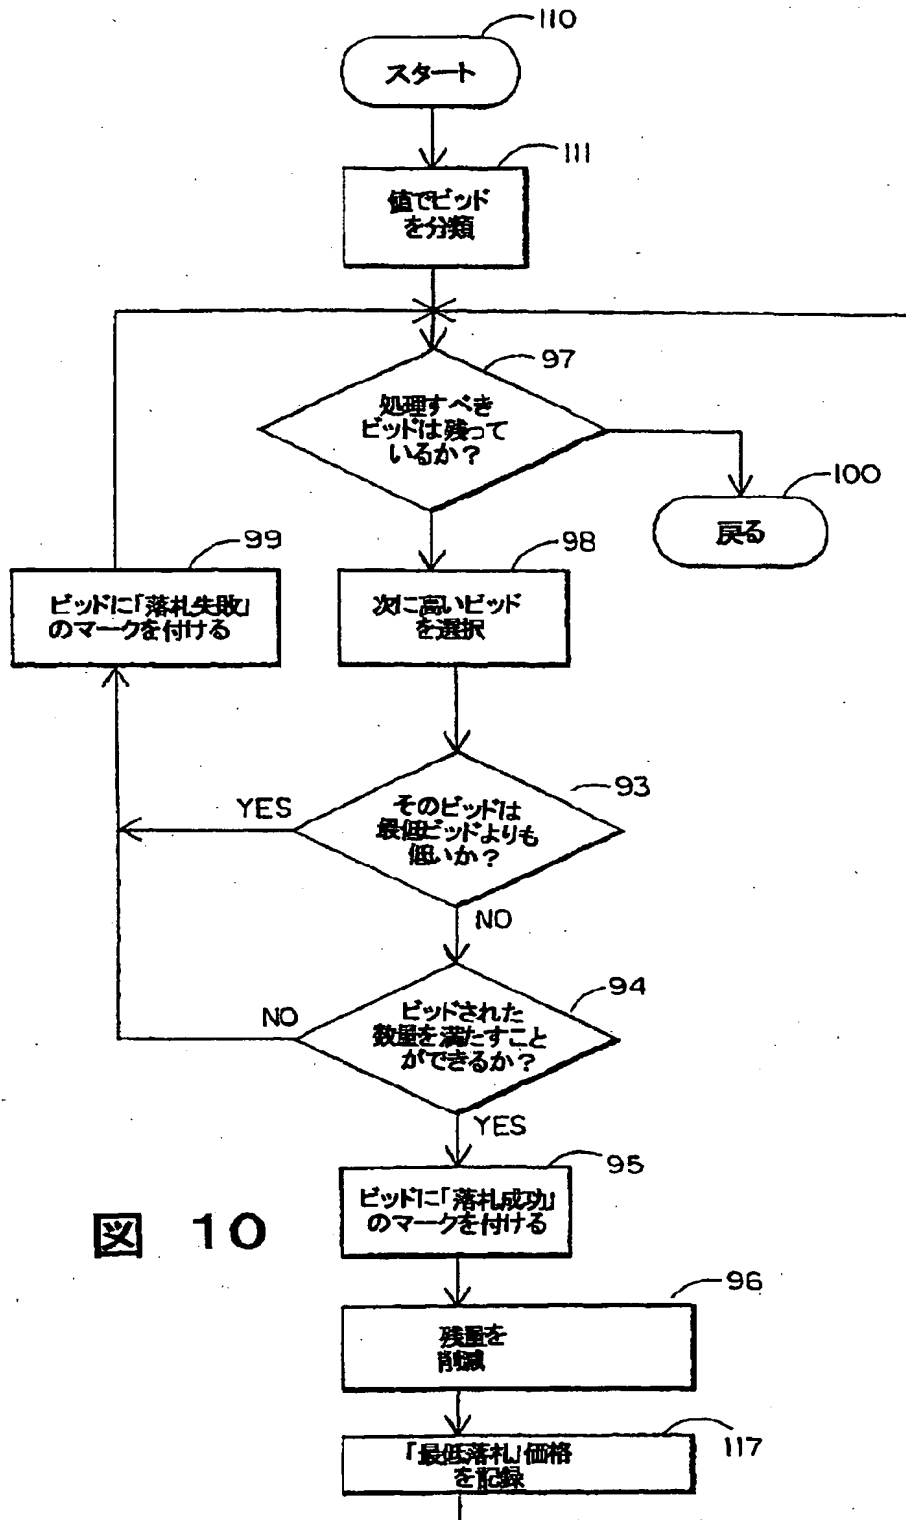 110
スタート
111
値でビッド
を分類
97
処理すべき
ビッドは残って
いるか？
100
戻る
99
ビッドに「落札失敗」
のマークを付ける
98
次に高いビッド
を選択
93
YES
そのビッドは
最低ビッドよりも
低いか？
NO
94
NO
ビッドされた
数量を満たすこと
ができるか？
YES
95
ビッドに「落札成功」
のマークを付ける
図 10
96
残量を
削減
117
「最低落札」価格
を記録